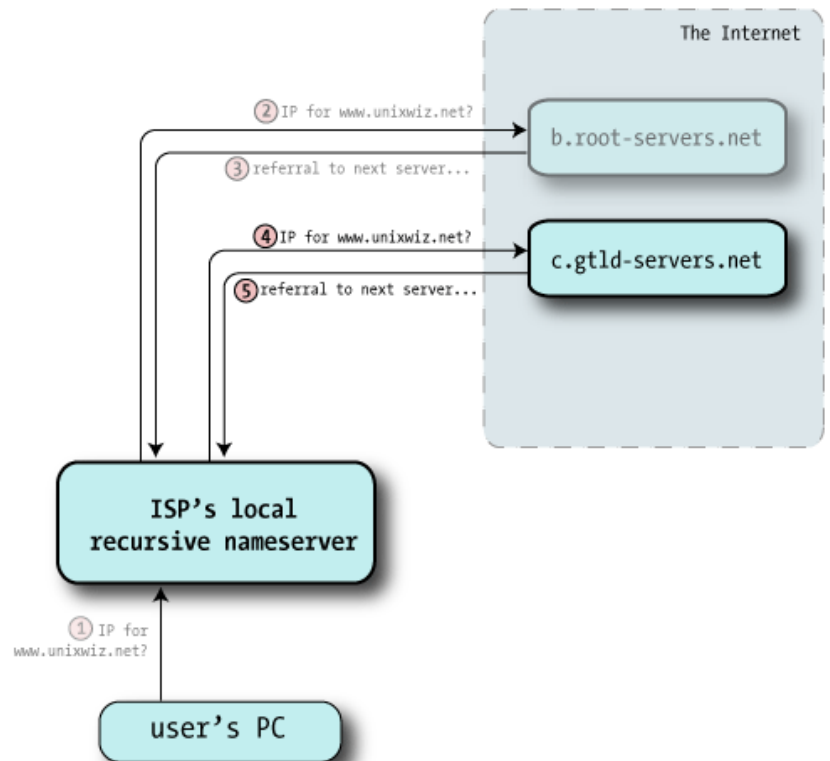 The Internet
2 IP for www.unixwiz.net?
b.root-servers.net
3 referral to next server...
4 IP for www.unixwiz.net?
c.gtld-servers.net
5 referral to next server...
ISP's local
recursive nameserver
1 IP for
www.unixwiz.net?
user's PC